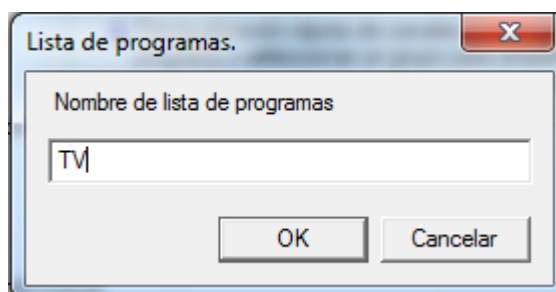 Lista de programas.
Nombre de lista de programas
TV
OK
Cancelar